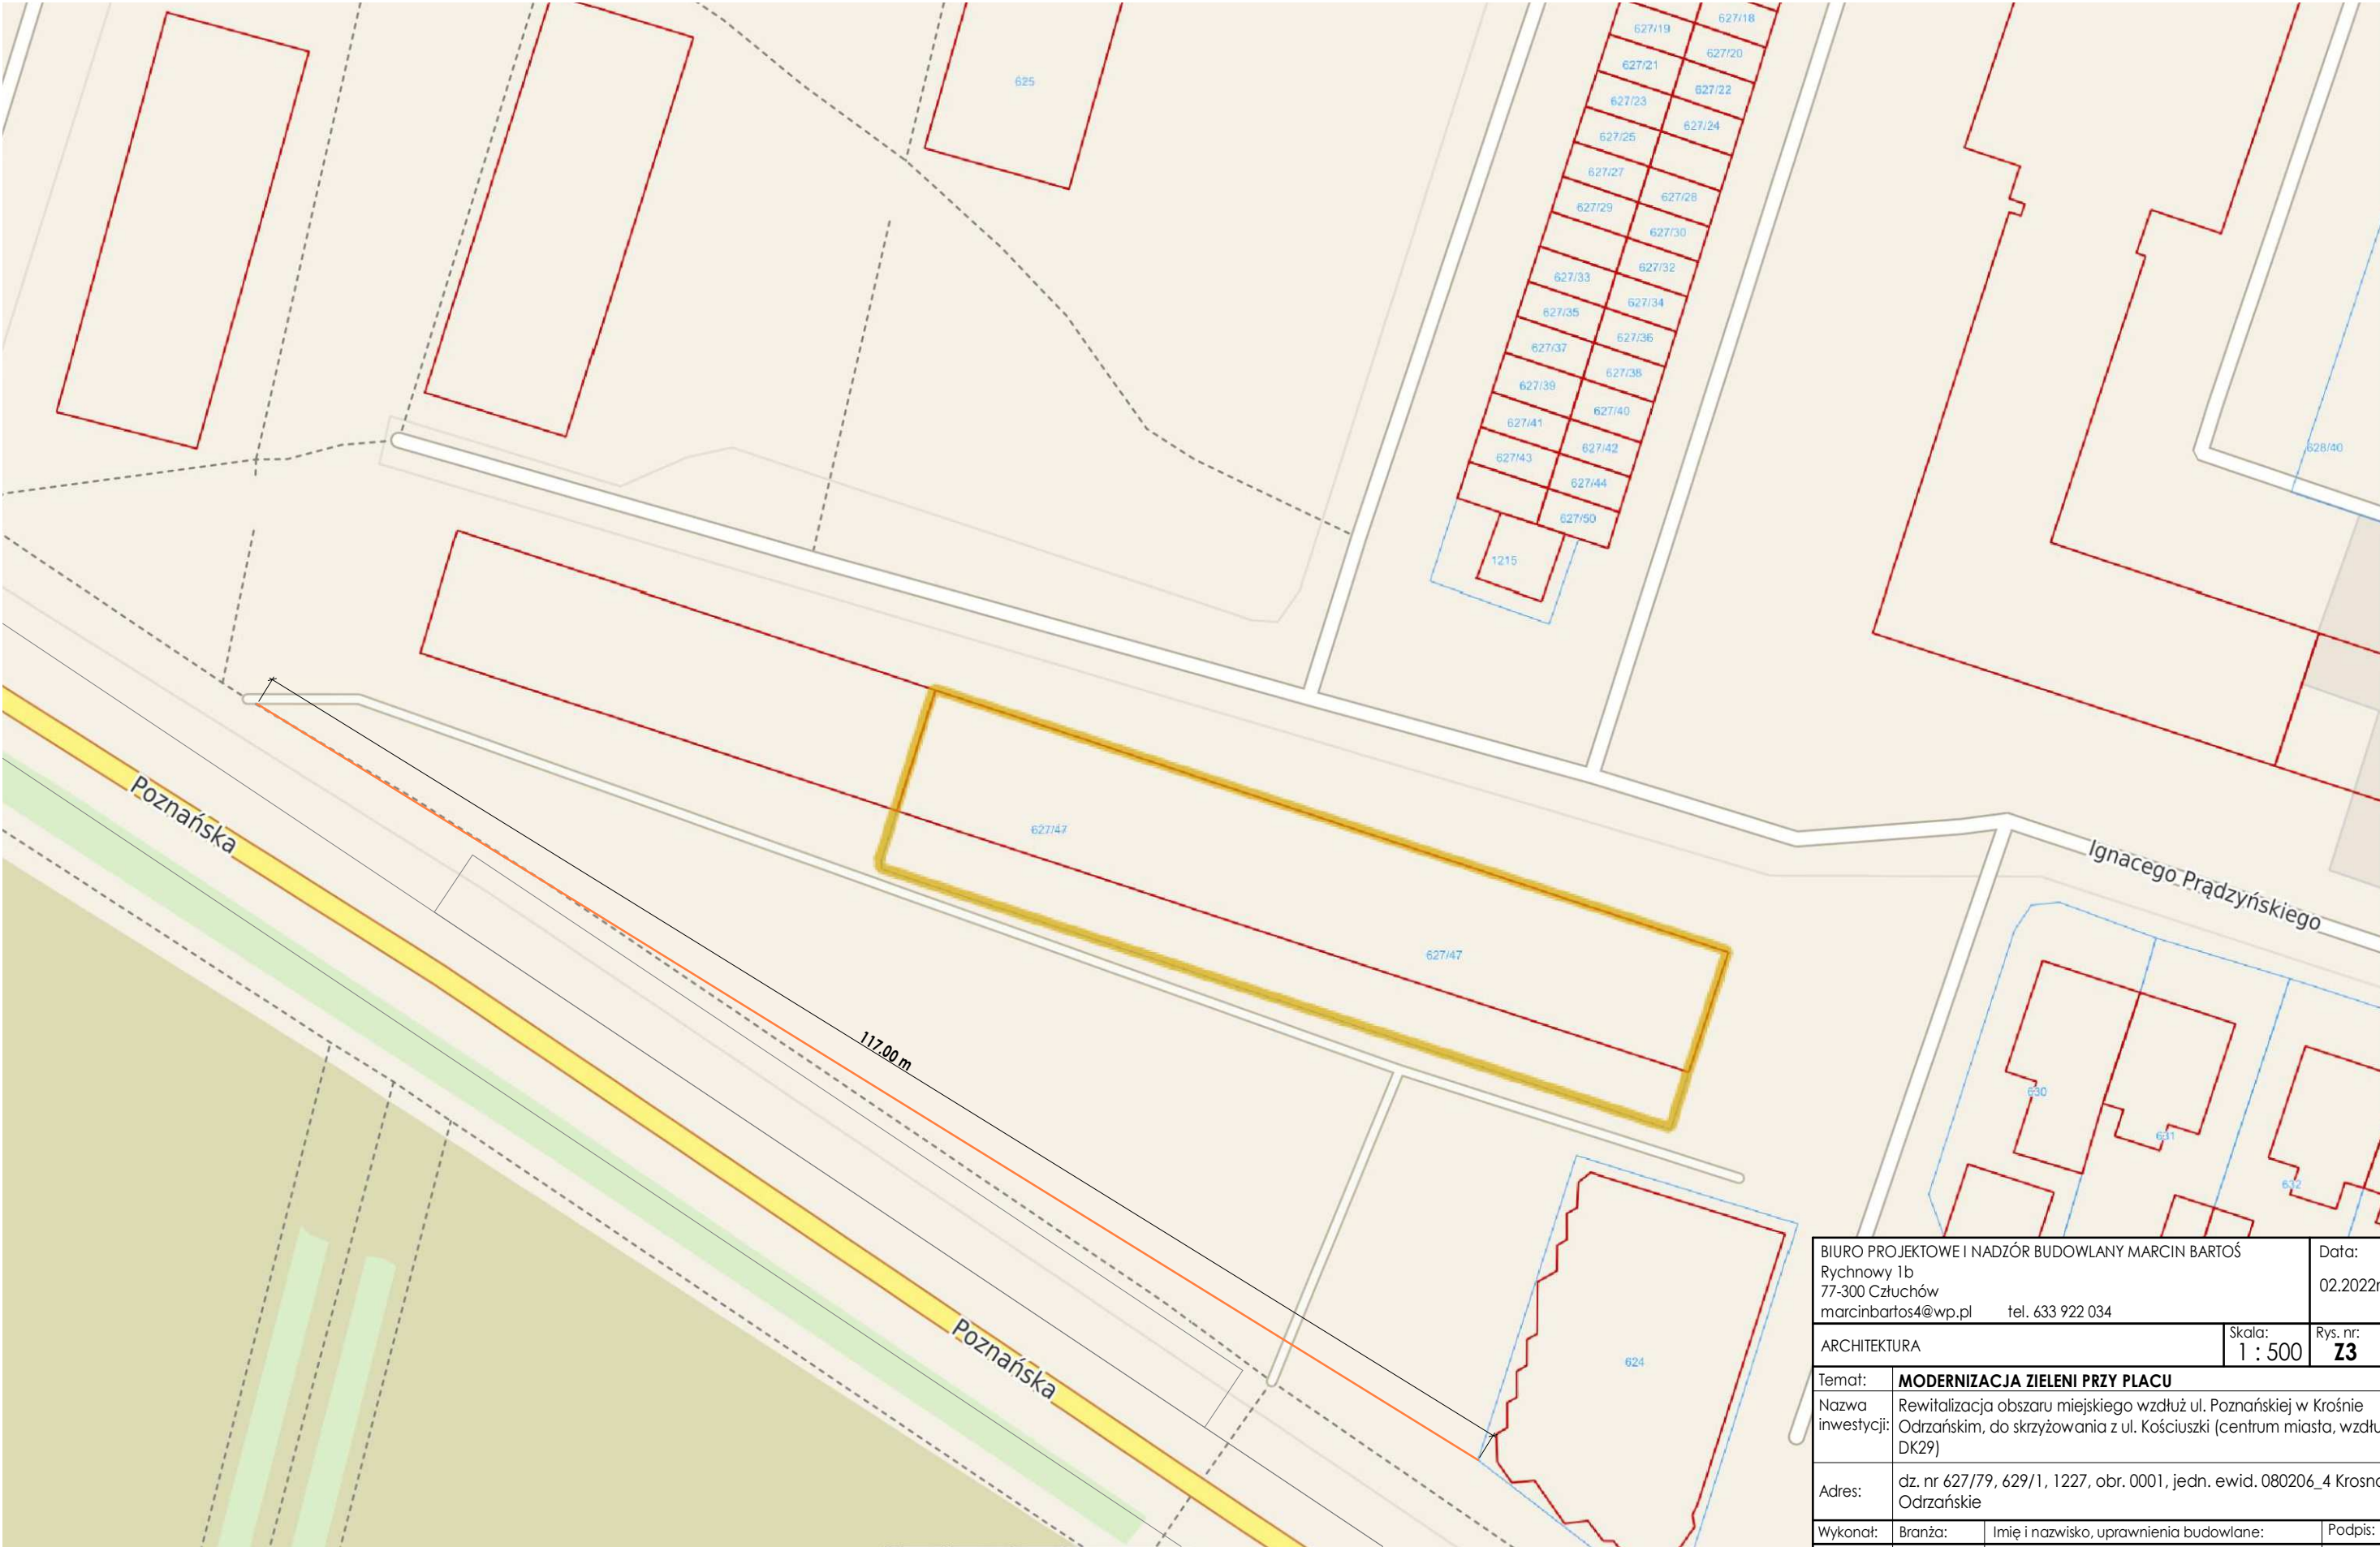 627/18
627/19
627/20
625
627/21
627/22
627/23
627/24
627/25
627/27
627/28
627/29
627/30
627/32
627/33
627/34
627/35
627/36
627/37
627/38
627/39
627/40
627/41
627/42
628/40
627/43
627/44
627/50
1215
Poznańska
627/47
Ignacego Prądzyńskiego
627/47
117.00 m
630
631
632
Poznańska
624
BIURO PROJEKTOWE I NADZÓR BUDOWLANY MARCIN BARTOŚ
Rychnowy 1b
77-300 Człuchów
marcinbartos4@wp.pl tel. 633 922 034
Data:
02.2022r
ARCHITEKTURA
Skala:
1 : 500
Rys. nr:
Z3
Temat: MODERNIZACJA ZIELENI PRZY PLACU
Nazwa inwestycji:
Rewitalizacja obszaru miejskiego wzdłuż ul. Poznańskiej w Krośnie
Odrzańskim, do skrzyżowania z ul. Kościuszki (centrum miasta, wzdłu
DK29)
Adres:
dz. nr 627/79, 629/1, 1227, obr. 0001, jedn. ewid. 080206_4 Krosno
Odrzańskie
Wykonał: Branża: Imię i nazwisko, uprawnienia budowlane: Podpis: